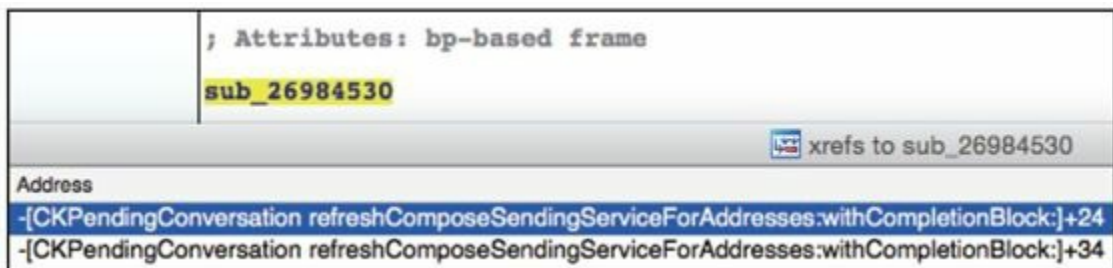 ; Attributes: bp-based frame
sub_26984530
xrefs to sub_26984530
Address
-[CKPendingConversation refreshComposeSendingServiceForAddresses:withCompletionBlock:]+24
-[CKPendingConversation refreshComposeSendingServiceForAddresses:withCompletionBlock:]+34